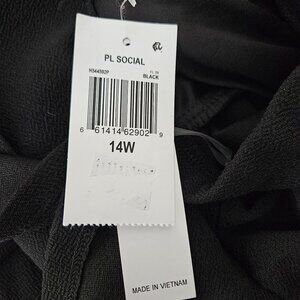 PL SOCIAL
BLACK
6 61414 62902 9
14W
MADE IN VIETNAM